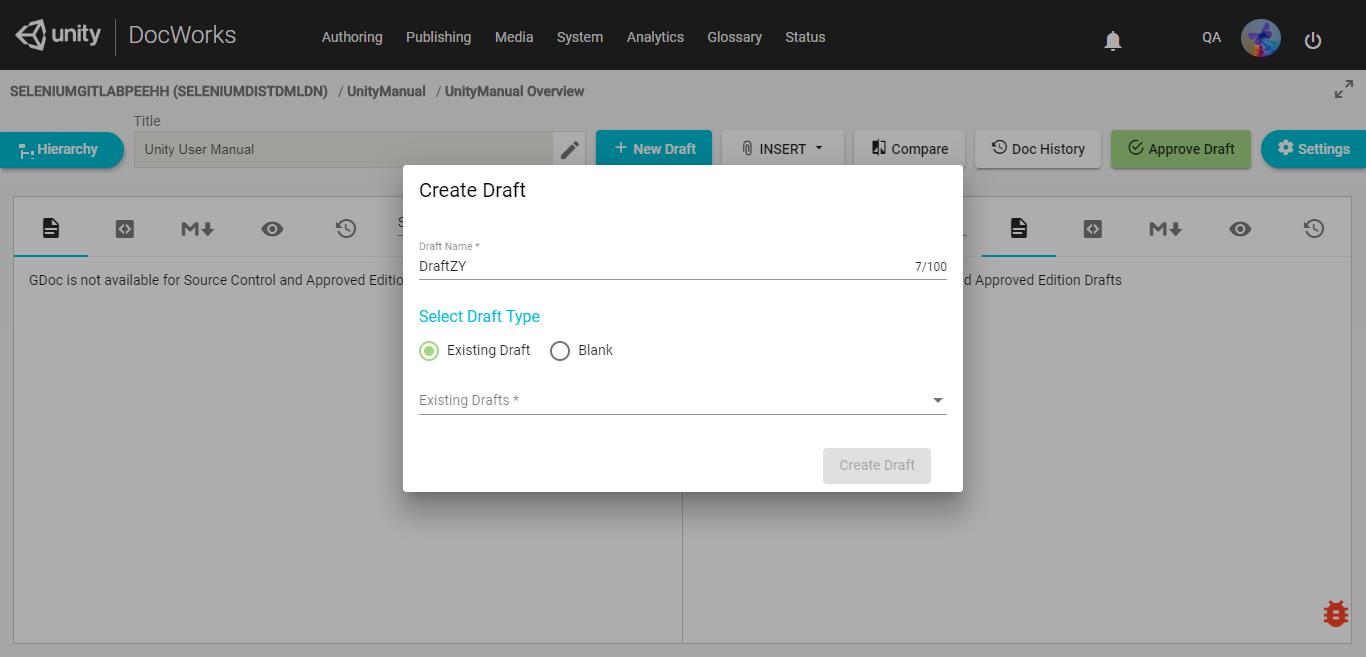 unity DocWorks Authoring Publishing Media System Analytics Glossary Status QA
SELENIUMGITLABPEEHH (SELENIUMDISTDMLDN) / UnityManual / UnityManual Overview
Title
Hierarchy Unity User Manual + New Draft INSERT Compare Doc History Approve Draft Settings
Create Draft
M
M
S
Draft Name *
DraftZY 7/100
GDoc is not available for Source Control and Approved Editio
d Approved Edition Drafts
Select Draft Type
Existing Draft Blank
Existing Drafts *
Create Draft